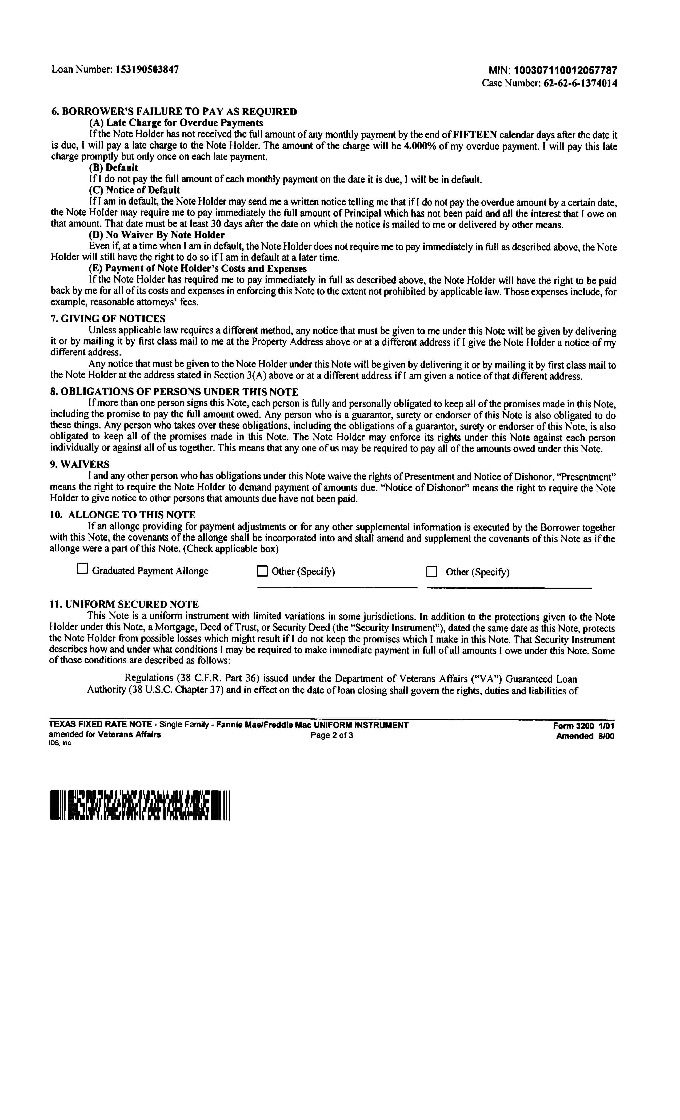 Loan Number: 153190503847
MIN: 100307110012057787
Case Number: 62-62-6-1374014
6. BORROWER'S FAILURE TO PAY AS REQUIRED
(A) Late Charge for Overdue Payments
If the Note Holder has not received the full amount of any monthly payment by the end of FIFTEEN calendar days after the date it
is due, I will pay a late charge to the Note Holder. The amount of the charge will be 4.000% of my overdue payment. I will pay this late
charge promptly but only once on each late payment.
(B) Default
If I do not pay the full amount of each monthly payment on the date it is due, I will be in default.
(C) Notice of Default
If I am in default, the Note Holder may send me a written notice telling me that if I do not pay the overdue amount by a certain date,
the Note Holder may require me to pay immediately the full amount of Principal which has not been paid and all the interest that I owe on
that amount. That date must be at least 30 days after the date on which the notice is mailed to me or delivered by other means.
(D) No Waiver By Note Holder
Even if, at a time when I am in default, the Note Holder does not require me to pay immediately in full as described above, the Note
Holder will still have the right to do so if I am in default at a later time.
(E) Payment of Note Holder's Costs and Expenses
If the Note Holder has required me to pay immediately in full as described above, the Note Holder will have the right to be paid
back by me for all of its costs and expenses in enforcing this Note to the extent not prohibited by applicable law. Those expenses include, for
example, reasonable attorneys' fees.
7. GIVING OF NOTICES
Unless applicable law requires a different method, any notice that must be given to me under this Note will be given by delivering
it or by mailing it by first class mail to me at the Property Address above or at a different address if I give the Note Holder a notice of my
different address.
Any notice that must be given to the Note Holder under this Note will be given by delivering it or by mailing it by first class mail to
the Note Holder at the address stated in Section 3(A) above or at a different address if I am given a notice of that different address.
8. OBLIGATIONS OF PERSONS UNDER THIS NOTE
If more than one person signs this Note, each person is fully and personally obligated to keep all of the promises made in this Note,
including the promise to pay the full amount owed. Any person who is a guarantor, surety or endorser of this Note is also obligated to do
these things. Any person who takes over these obligations, including the obligations of a guarantor, surety or endorser of this Note, is also
obligated to keep all of the promises made in this Note. The Note Holder may enforce its rights under this Note against each person
individually or against all of us together. This means that any one of us may be required to pay all of the amounts owed under this Note.
9. WAIVERS
I and any other person who has obligations under this Note waive the rights of Presentment and Notice of Dishonor. "Presentment"
means the right to require the Note Holder to demand payment of amounts due. "Notice of Dishonor" means the right to require the Note
Holder to give notice to other persons that amounts due have not been paid.
10. ALLONGE TO THIS NOTE
If an allonge providing for payment adjustments or for any other supplemental information is executed by the Borrower together
with this Note, the covenants of the allonge shall be incorporated into and shall amend and supplement the covenants of this Note as if the
allonge were a part of this Note. (Check applicable box)
Graduated Payment Allonge
Other (Specify)
Other (Specify)
11. UNIFORM SECURED NOTE
This Note is a uniform instrument with limited variations in some jurisdictions. In addition to the protections given to the Note
Holder under this Note, a Mortgage, Deed of Trust, or Security Deed (the "Security Instrument"), dated the same date as this Note, protects
the Note Holder from possible losses which might result if I do not keep the promises which I make in this Note. That Security Instrument
describes how and under what conditions I may be required to make immediate payment in full of all amounts I owe under this Note. Some
of those conditions are described as follows:
Regulations (38 C.F.R. Part 36) issued under the Department of Veterans Affairs ("VA") Guaranteed Loan
Authority (38 U.S.C. Chapter 37) and in effect on the date of loan closing shall govern the rights, duties and liabilities of
TEXAS FIXED RATE NOTE - Single Family - Fannie Mae/Freddie Mac UNIFORM INSTRUMENT
Form 3200 1/01
amended for Veterans Affairs
Page 2 of 3
Amended 6/00
IDS, Inc